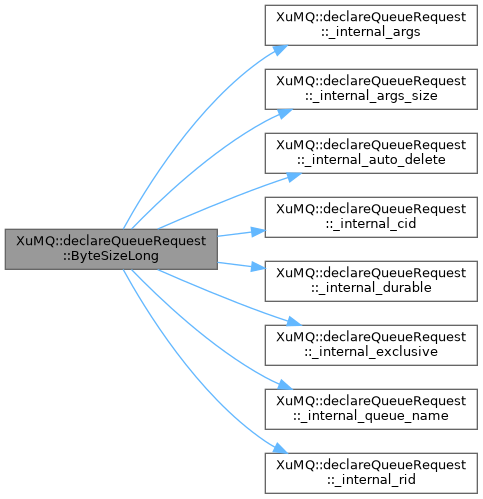 XuMQ::declareQueueRequest
::_internal_args
XuMQ::declareQueueRequest
::_internal_args_size
XuMQ::declareQueueRequest
::_internal_auto_delete
XuMQ::declareQueueRequest
::_internal_cid
XuMQ::declareQueueRequest
::ByteSizeLong
XuMQ::declareQueueRequest
::_internal_durable
XuMQ::declareQueueRequest
::_internal_exclusive
XuMQ::declareQueueRequest
::_internal_queue_name
XuMQ::declareQueueRequest
::_internal_rid